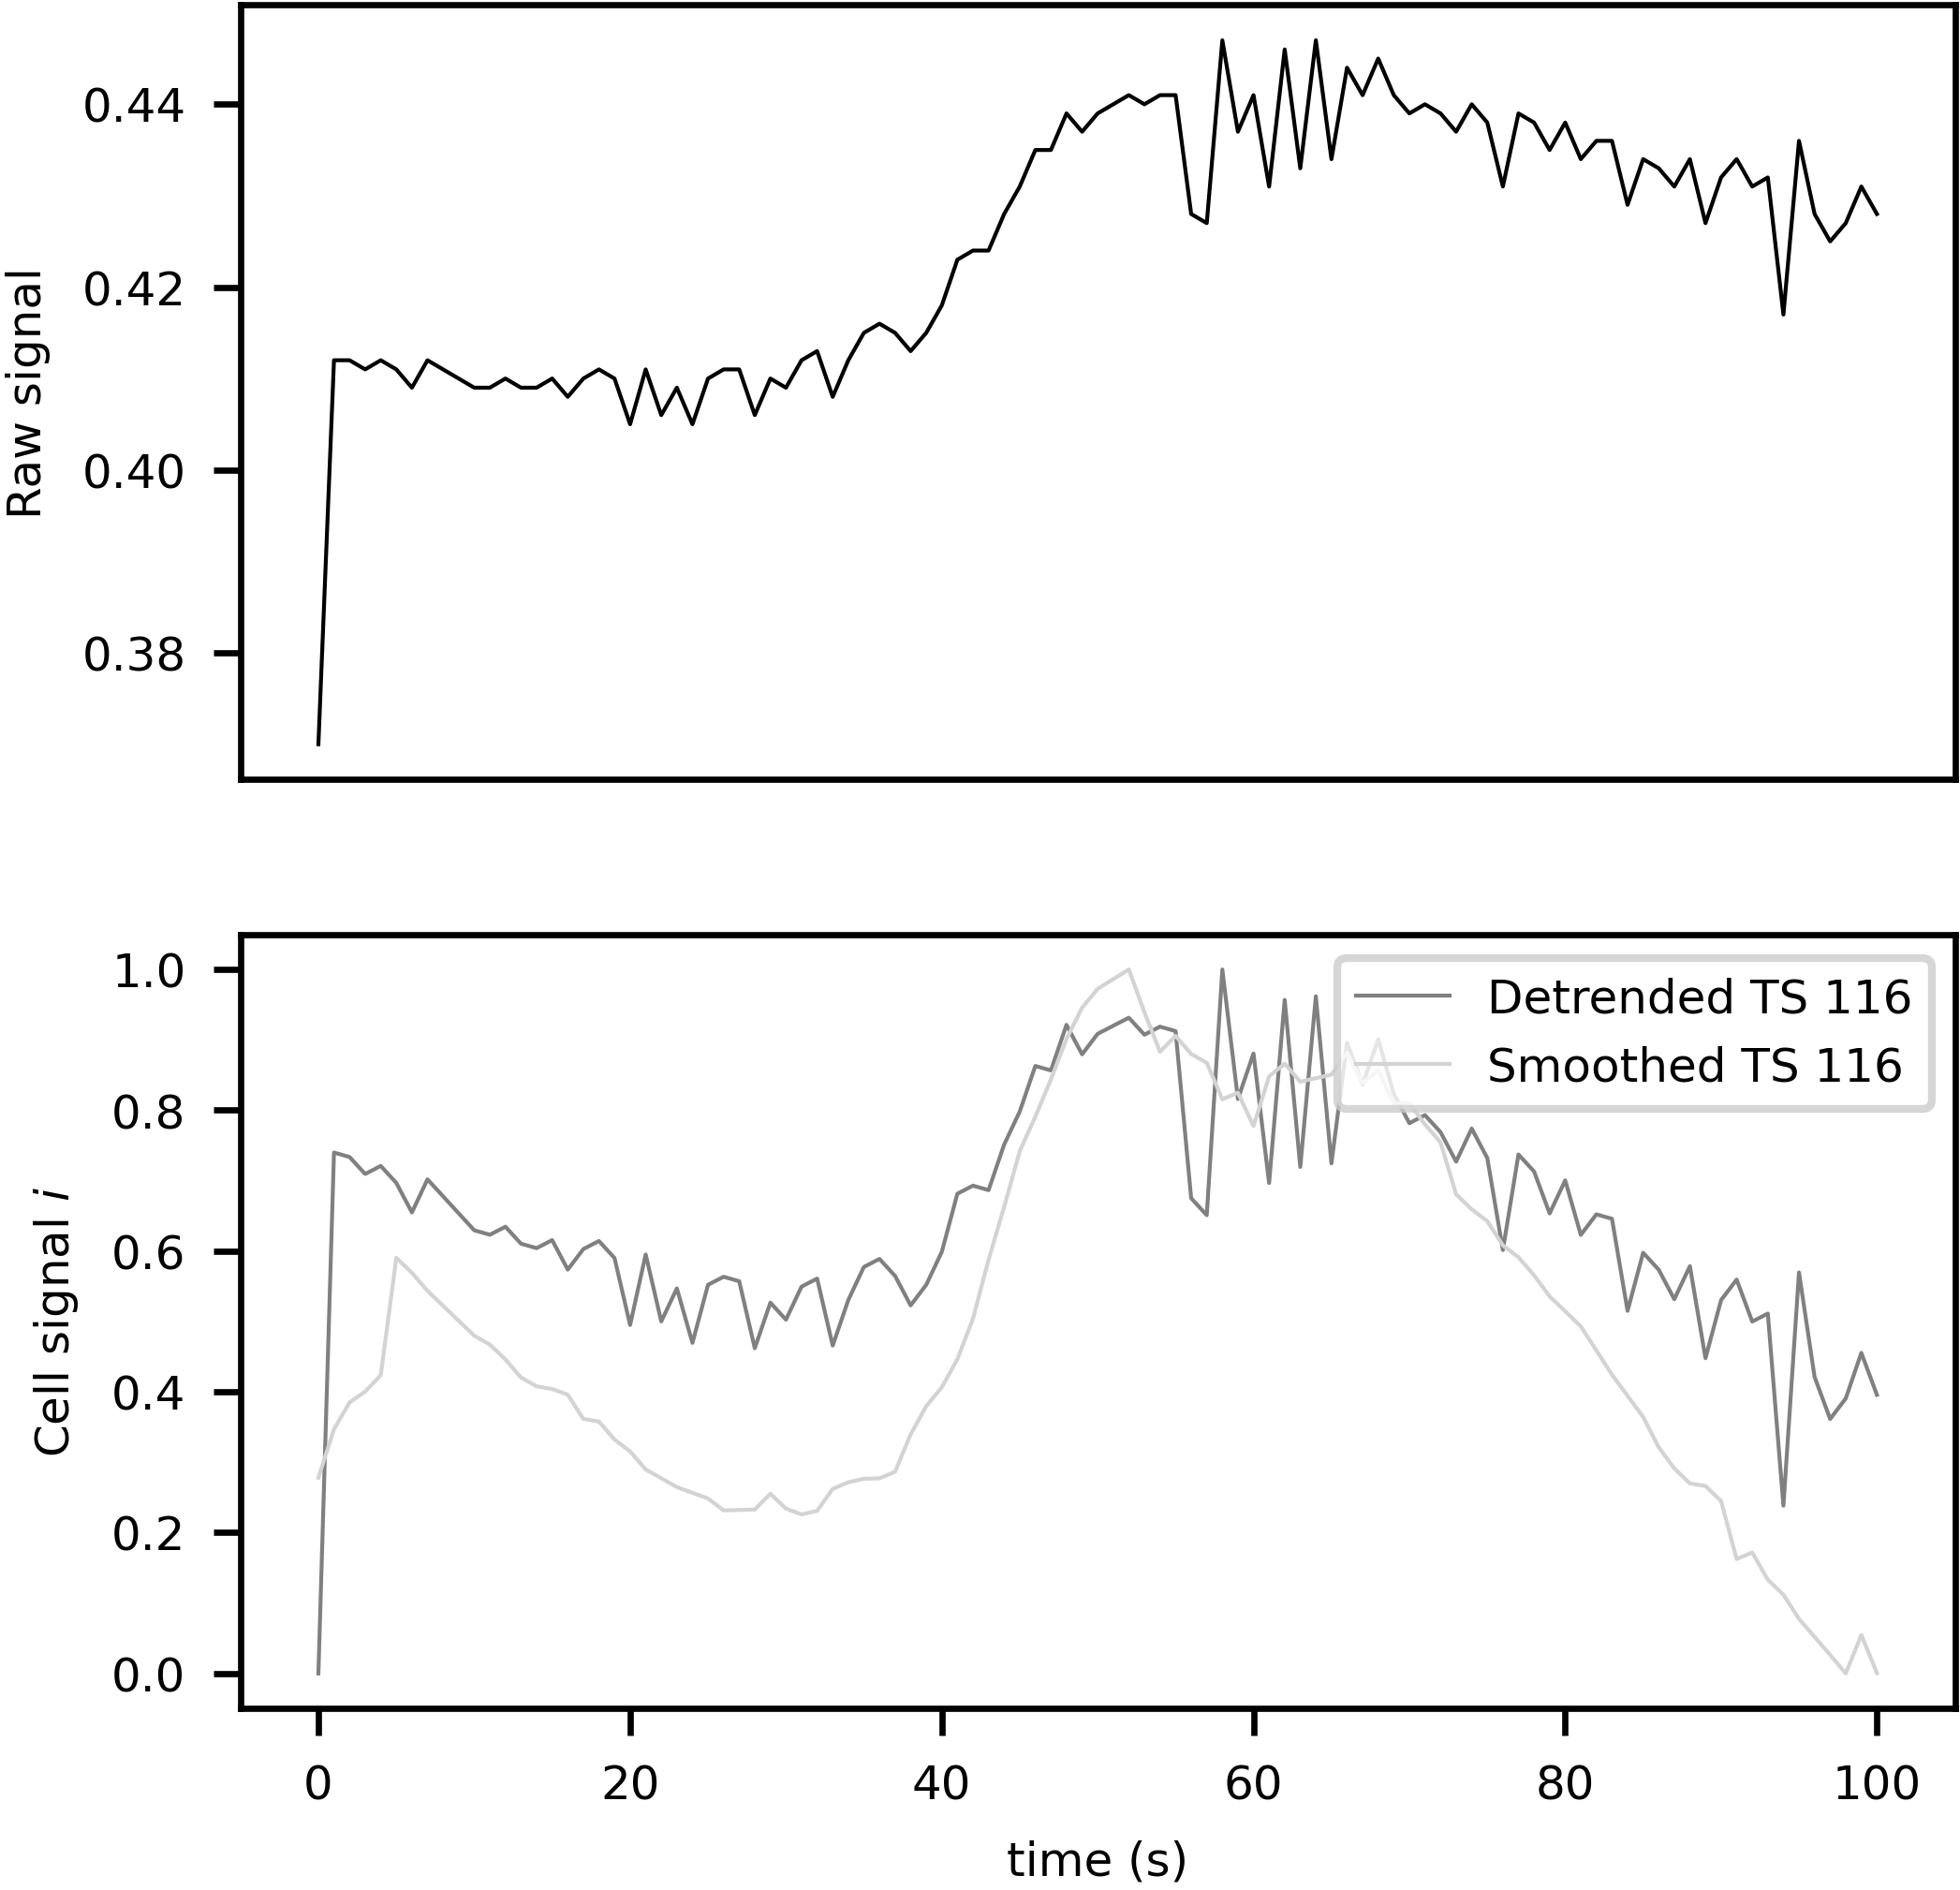 Raw signal
0.44
0.42
0.40
0.38
Cell signal i
1.0
0.8
0.6
0.4
0.2
0.0
Detrended TS 116
Smoothed TS 116
0 20 40 60 80 100
time (s)